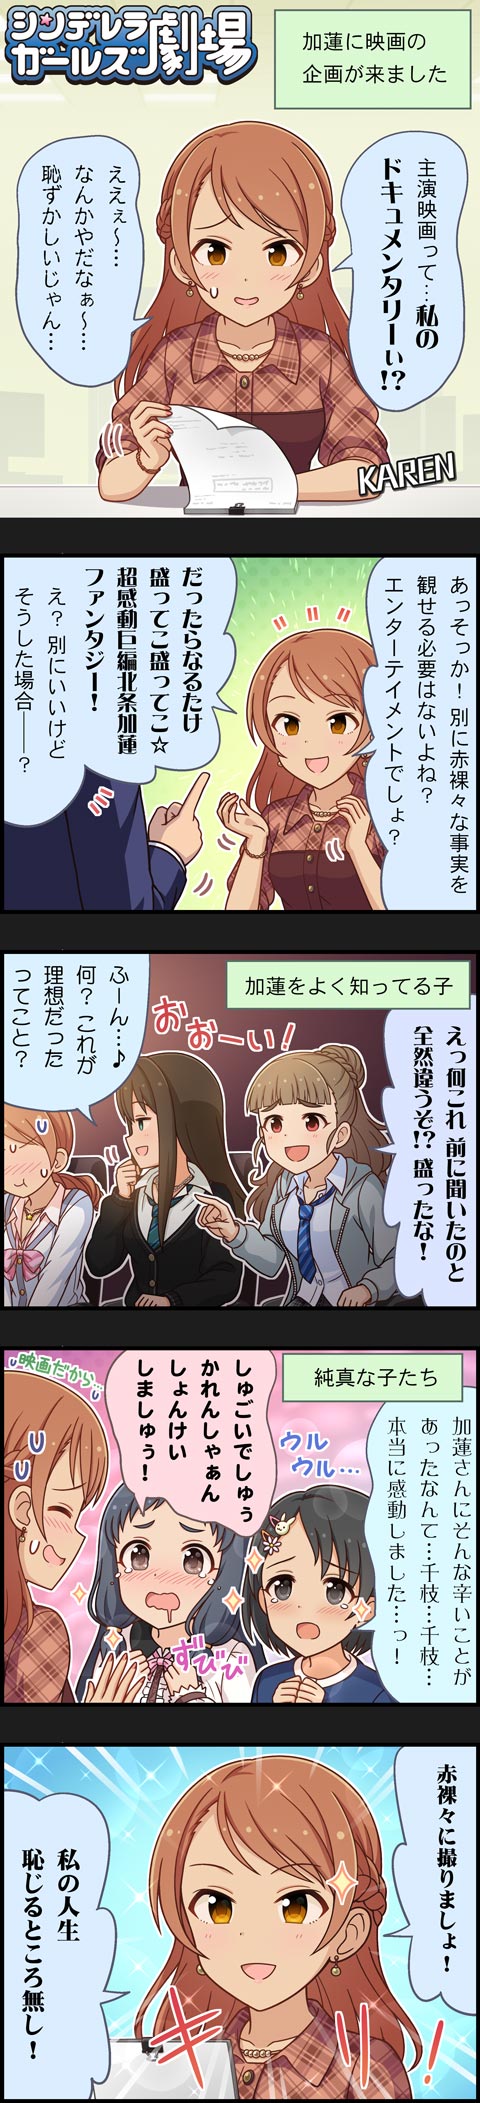 シンデレラ
ガールズ劇場
加蓮に映画の
企画が来ました
主演映画って…私の
ドキュメンタリーぃ!?
ええぇ〜…
なんかやだなぁ〜…
恥ずかしいじゃん…
KAREN
あっそっか！別に赤裸々な事実を
観せる必要はないよね？
エンターテイメントでしょ？
だったらなるたけ
盛ってこ盛ってこ☆
超感動巨編北条加蓮
ファンタジー！
え？別にいいけど
そうした場合――？
加蓮をよく知ってる子
えっ何これ 前に聞いたのと
全然違うぞ!?盛ったな！
おおーい！
ふーん…♪
何？これが
理想だった
ってこと？
純真な子たち
加蓮さんにそんな辛いことが
あったなんて…千枝…千枝…
本当に感動しました…っ！
ウル
ウル…
しゅごいでしゅう
かれんしゃぁん
しょんけい
しましゅぅ！
ずびび
映画だから…
赤裸々に撮りましょ！
私の人生
恥じるところ無し！
キリッ！